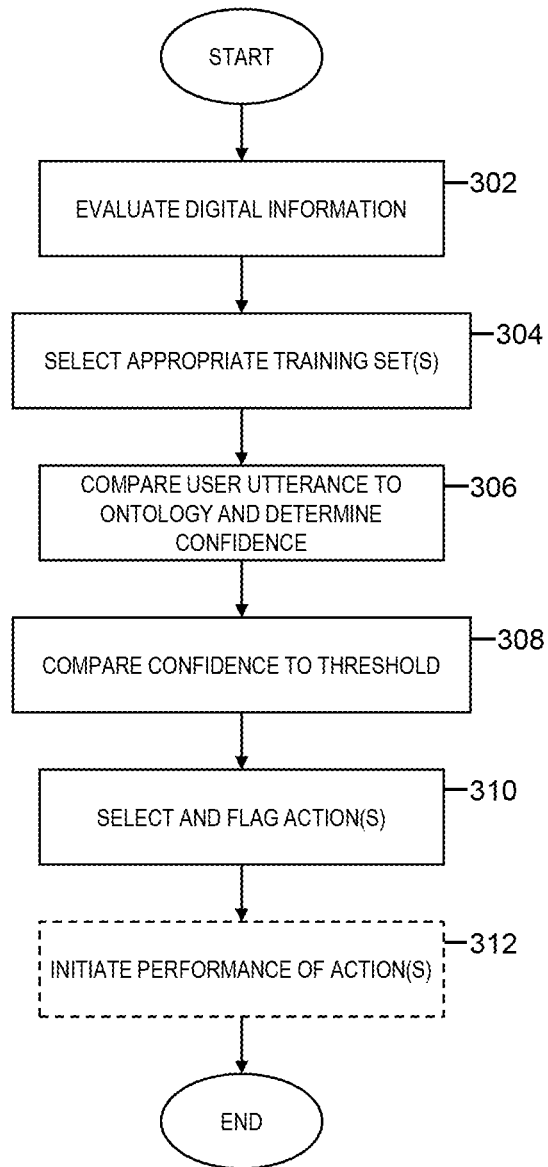 START
302
EVALUATE DIGITAL INFORMATION
304
SELECT APPROPRIATE TRAINING SET(S)
306
COMPARE USER UTTERANCE TO
ONTOLOGY AND DETERMINE
CONFIDENCE
308
COMPARE CONFIDENCE TO THRESHOLD
310
SELECT AND FLAG ACTION(S)
312
INITIATE PERFORMANCE OF ACTION(S)
END